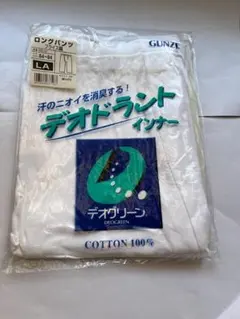 GUNZE
ロングパンツ
LA
汗のニオイを消臭する!
デオドラント
インナー
デオグリーン
DEOGREEN
COTTON 100%